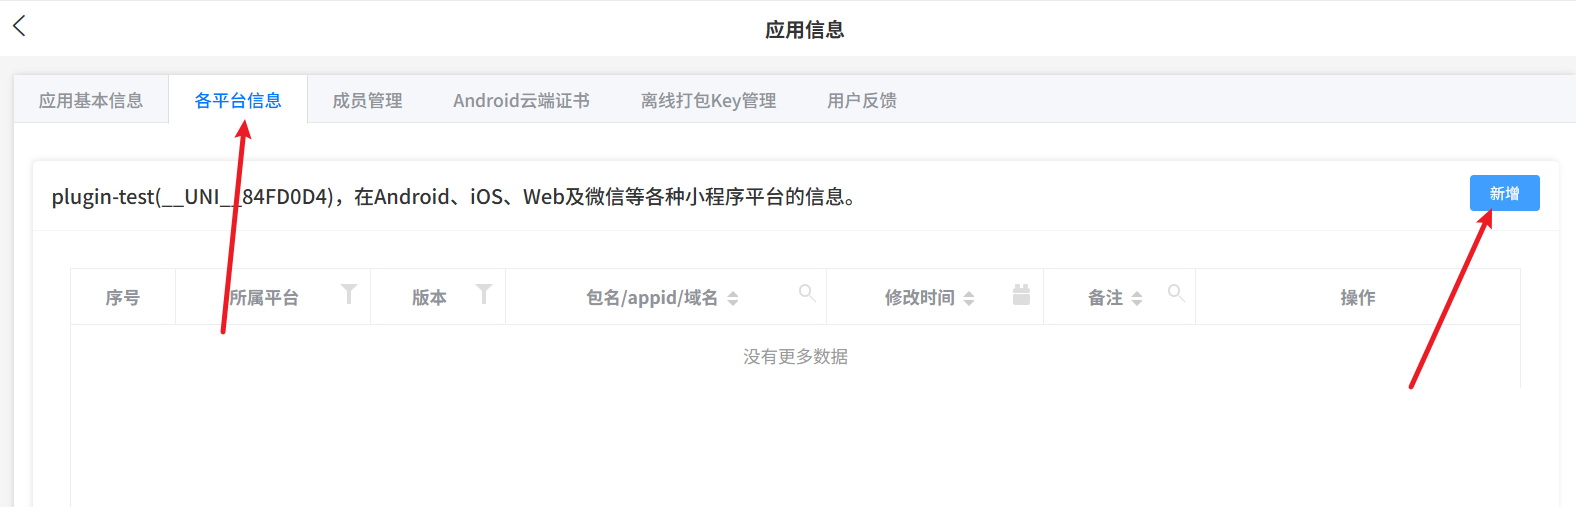 应用信息
应用基本信息 各平台信息 成员管理 Android云端证书 离线打包Key管理 用户反馈
plugin-test(__UNI__84FD0D4)，在Android、iOS、Web及微信等各种小程序平台的信息。 新增
序号 所属平台 版本 包名/appid/域名 修改时间 备注 操作
没有更多数据